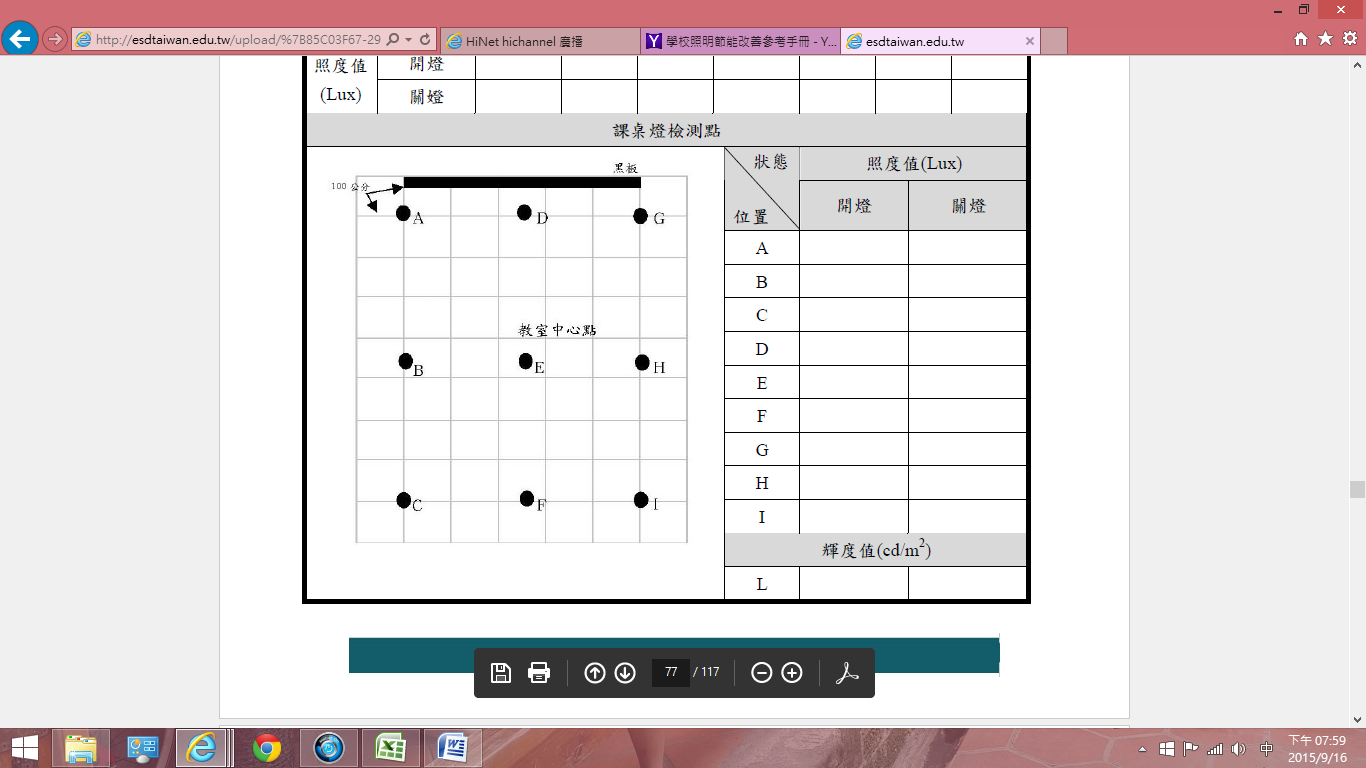 http://esdtaiwan.edu.tw/upload/%7B85C03F67-29
HiNet hichannel 廣播
學校照明節能改善參考手冊 - Y...
esdtaiwan.edu.tw
照度值
(Lux)
開燈
關燈
課桌燈檢測點
黑板
100 公分
A
D
G
教室中心點
B
E
H
C
F
I
狀態
位置
照度值(Lux)
開燈
關燈
A
B
C
D
E
F
G
H
I
輝度值(cd/m²)
L
77 / 117
中
下午 07:59
2015/9/16